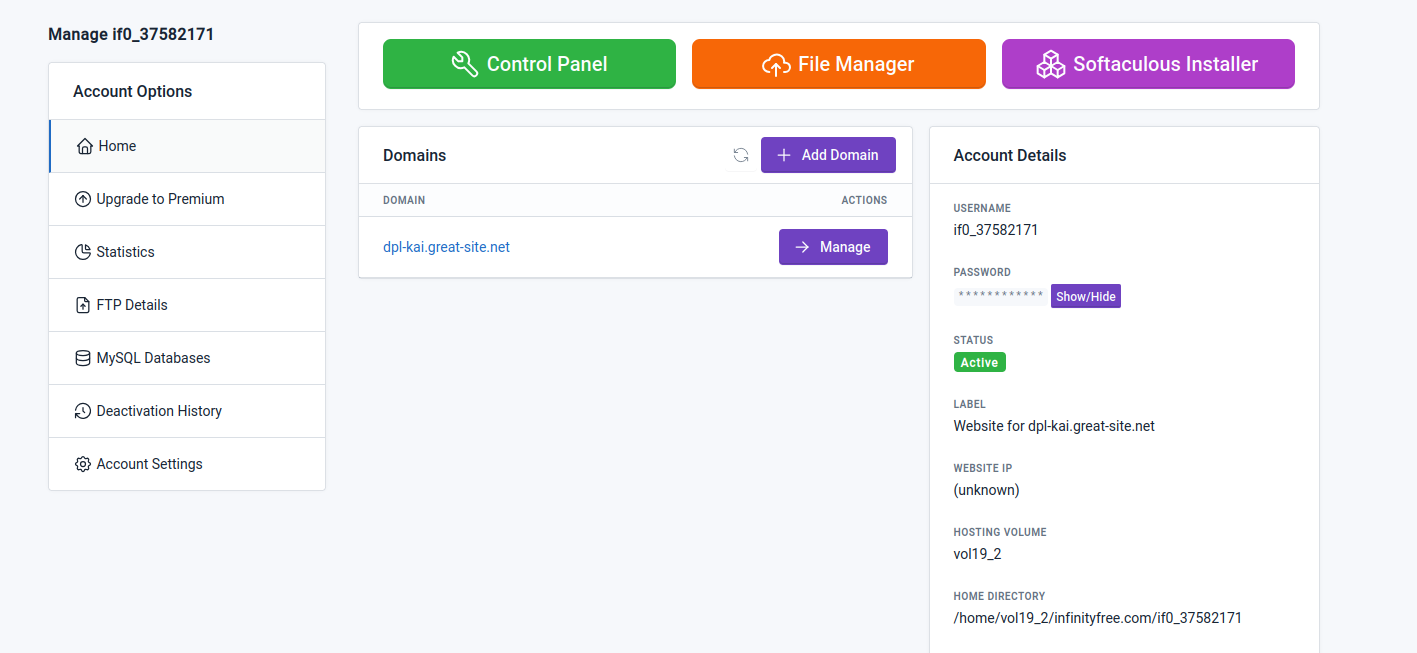 Manage if0_37582171
Account Options
Home
Upgrade to Premium
Statistics
FTP Details
MySQL Databases
Deactivation History
Account Settings
Control Panel
File Manager
Softaculous Installer
Domains
Add Domain
DOMAIN ACTIONS
dpl-kai.great-site.net Manage
Account Details
USERNAME
if0_37582171
PASSWORD
************ Show/Hide
STATUS
Active
LABEL
Website for dpl-kai.great-site.net
WEBSITE IP
(unknown)
HOSTING VOLUME
vol19_2
HOME DIRECTORY
/home/vol19_2/infinityfree.com/if0_37582171